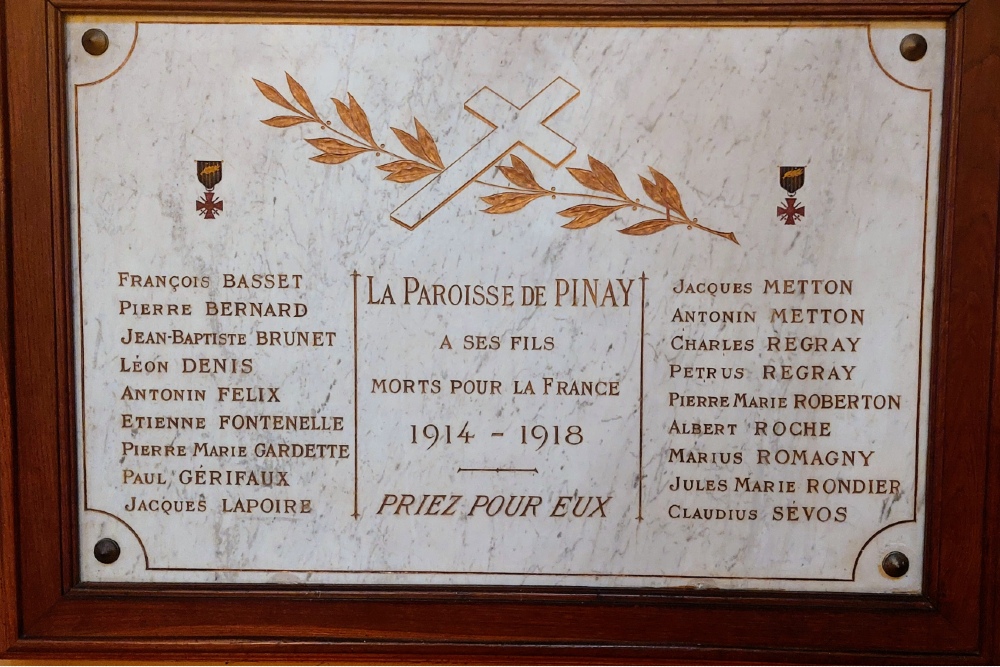 François BASSET
Pierre BERNARD
Jean-Baptiste BRUNET
Léon DENIS
Antonin FELIX
Etienne FONTENELLE
Pierre Marie GARDETTE
Paul GÉRIFAUX
Jacques LAPOIRE
La Paroisse de PINAY
A SES FILS
MORTS POUR LA France
1914 - 1918
PRIEZ POUR EUX
Jacques METTON
Antonin METTON
Charles REGRAY
Petrus REGRAY
Pierre Marie ROBERTON
Albert ROCHE
Marius ROMAGNY
Jules Marie RONDIER
Claudius SÈVOS